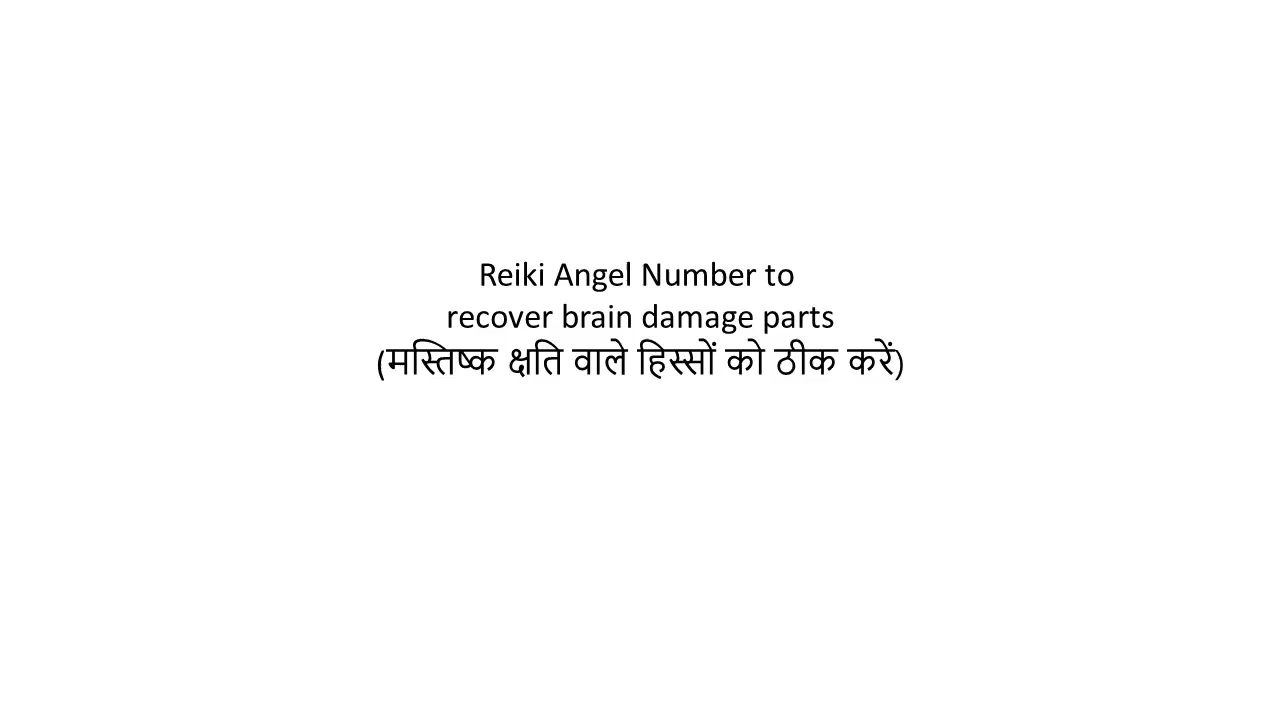 Reiki Angel Number to
recover brain damage parts
(मस्तिष्क क्षति वाले हिस्सों को ठीक करें)